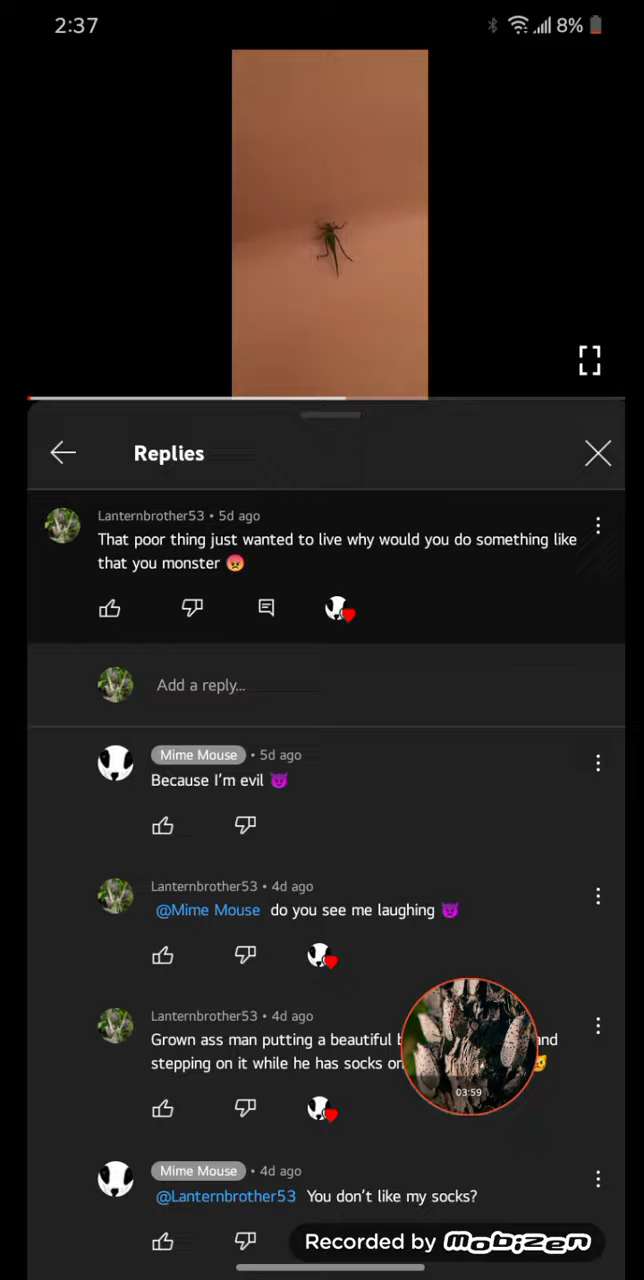 2:37
8%
Replies
Lanternbrother53 • 5d ago
That poor thing just wanted to live why would you do something like
that you monster 😡
Add a reply...
Mime Mouse • 5d ago
Because I'm evil 😈
Lanternbrother53 • 4d ago
@Mime Mouse do you see me laughing 😈
Lanternbrother53 • 4d ago
Grown ass man putting a beautiful and
stepping on it while he has socks
03:59
Mime Mouse • 4d ago
@Lanternbrother53 You don't like my socks?
Recorded by Mobizen